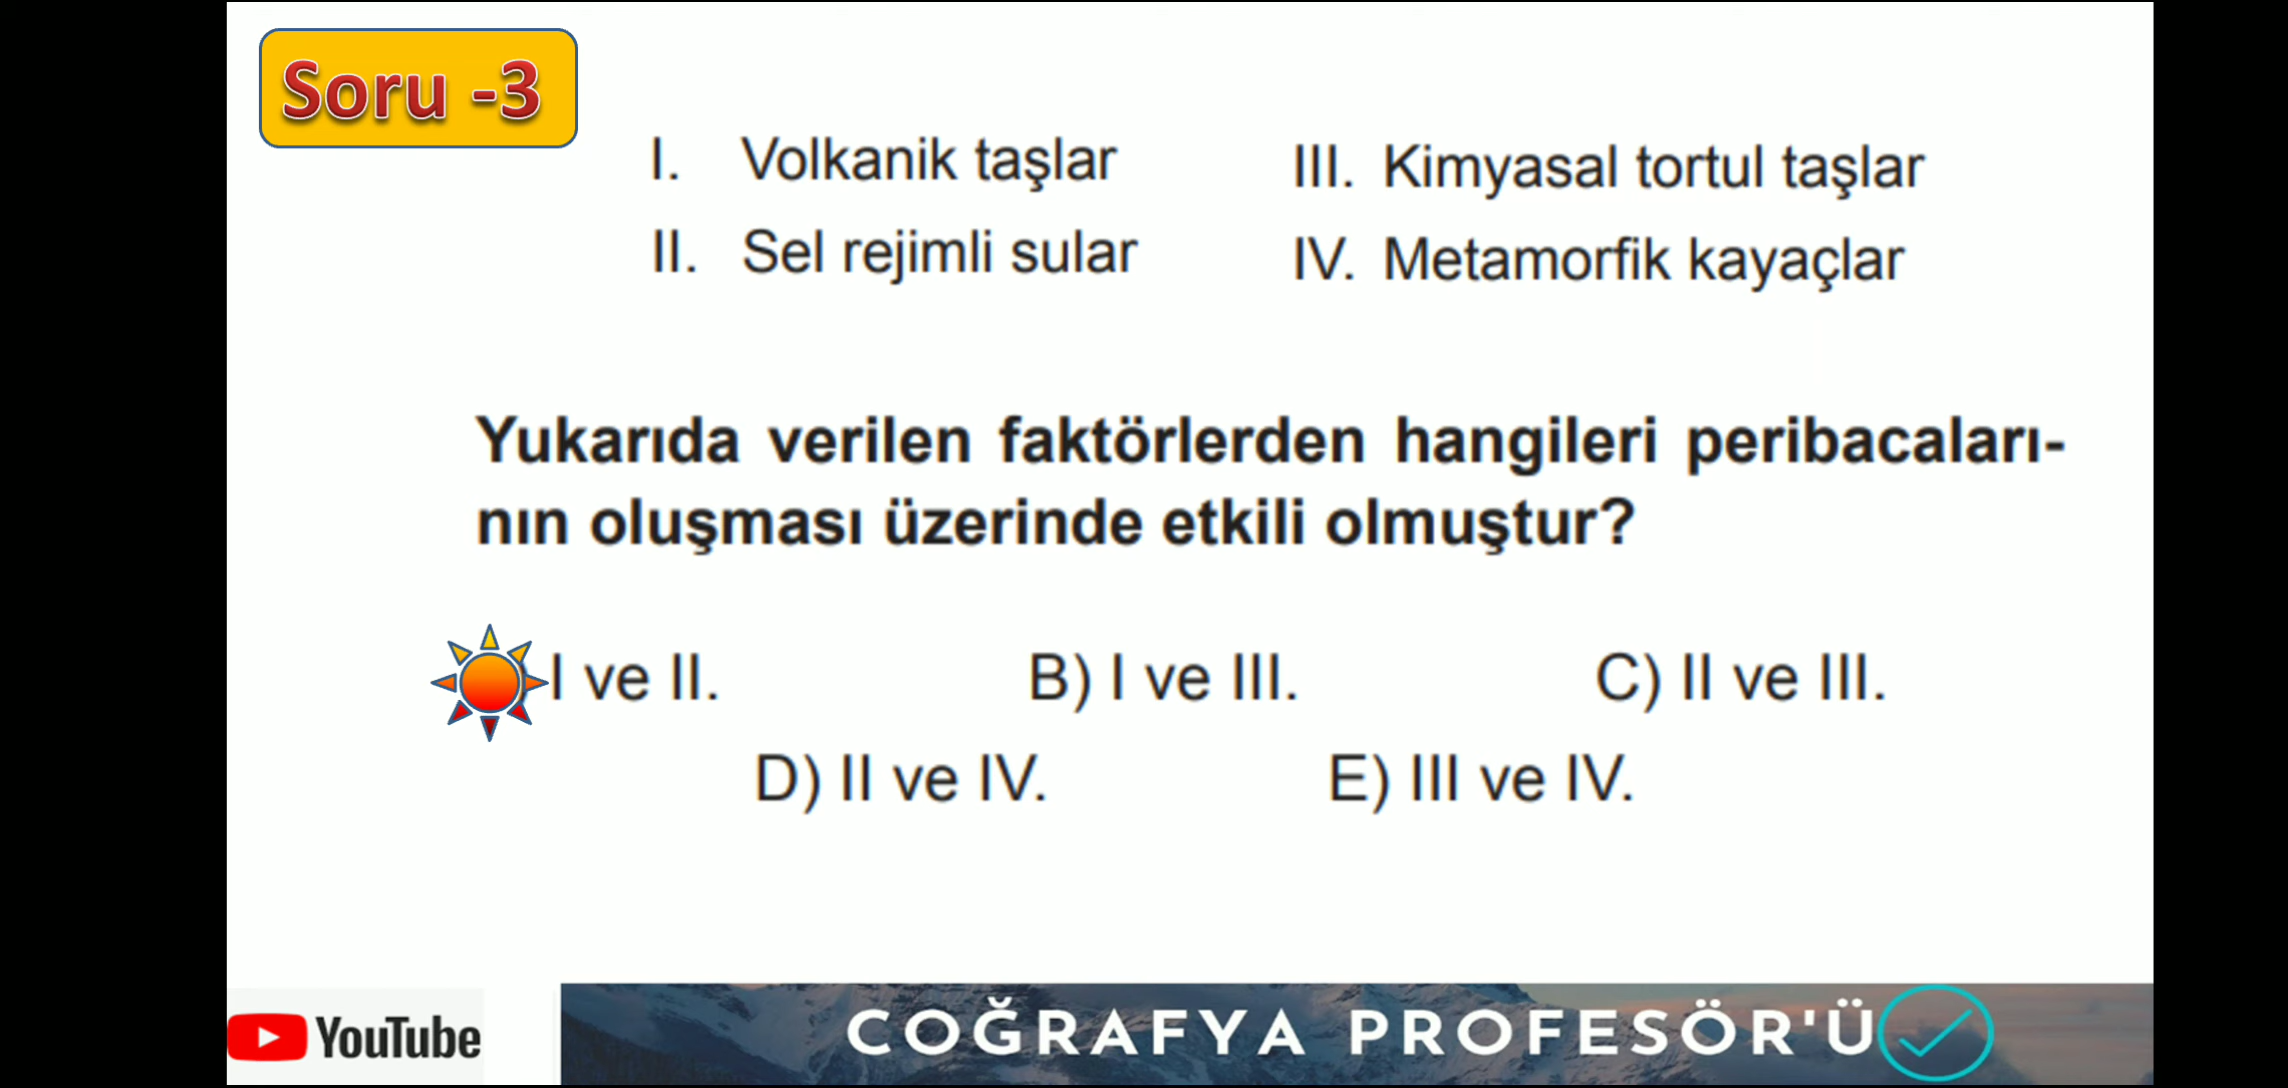 Soru -3
I. Volkanik taşlar
III. Kimyasal tortul taşlar
II. Sel rejimli sular
IV. Metamorfik kayaçlar
Yukarıda verilen faktörlerden hangileri peribacaları-
nın oluşması üzerinde etkili olmuştur?
I ve II.
B) I ve III.
C) II ve III.
D) II ve IV.
E) III ve IV.
YouTube
COĞRAFYA PROFESÖR'Ü